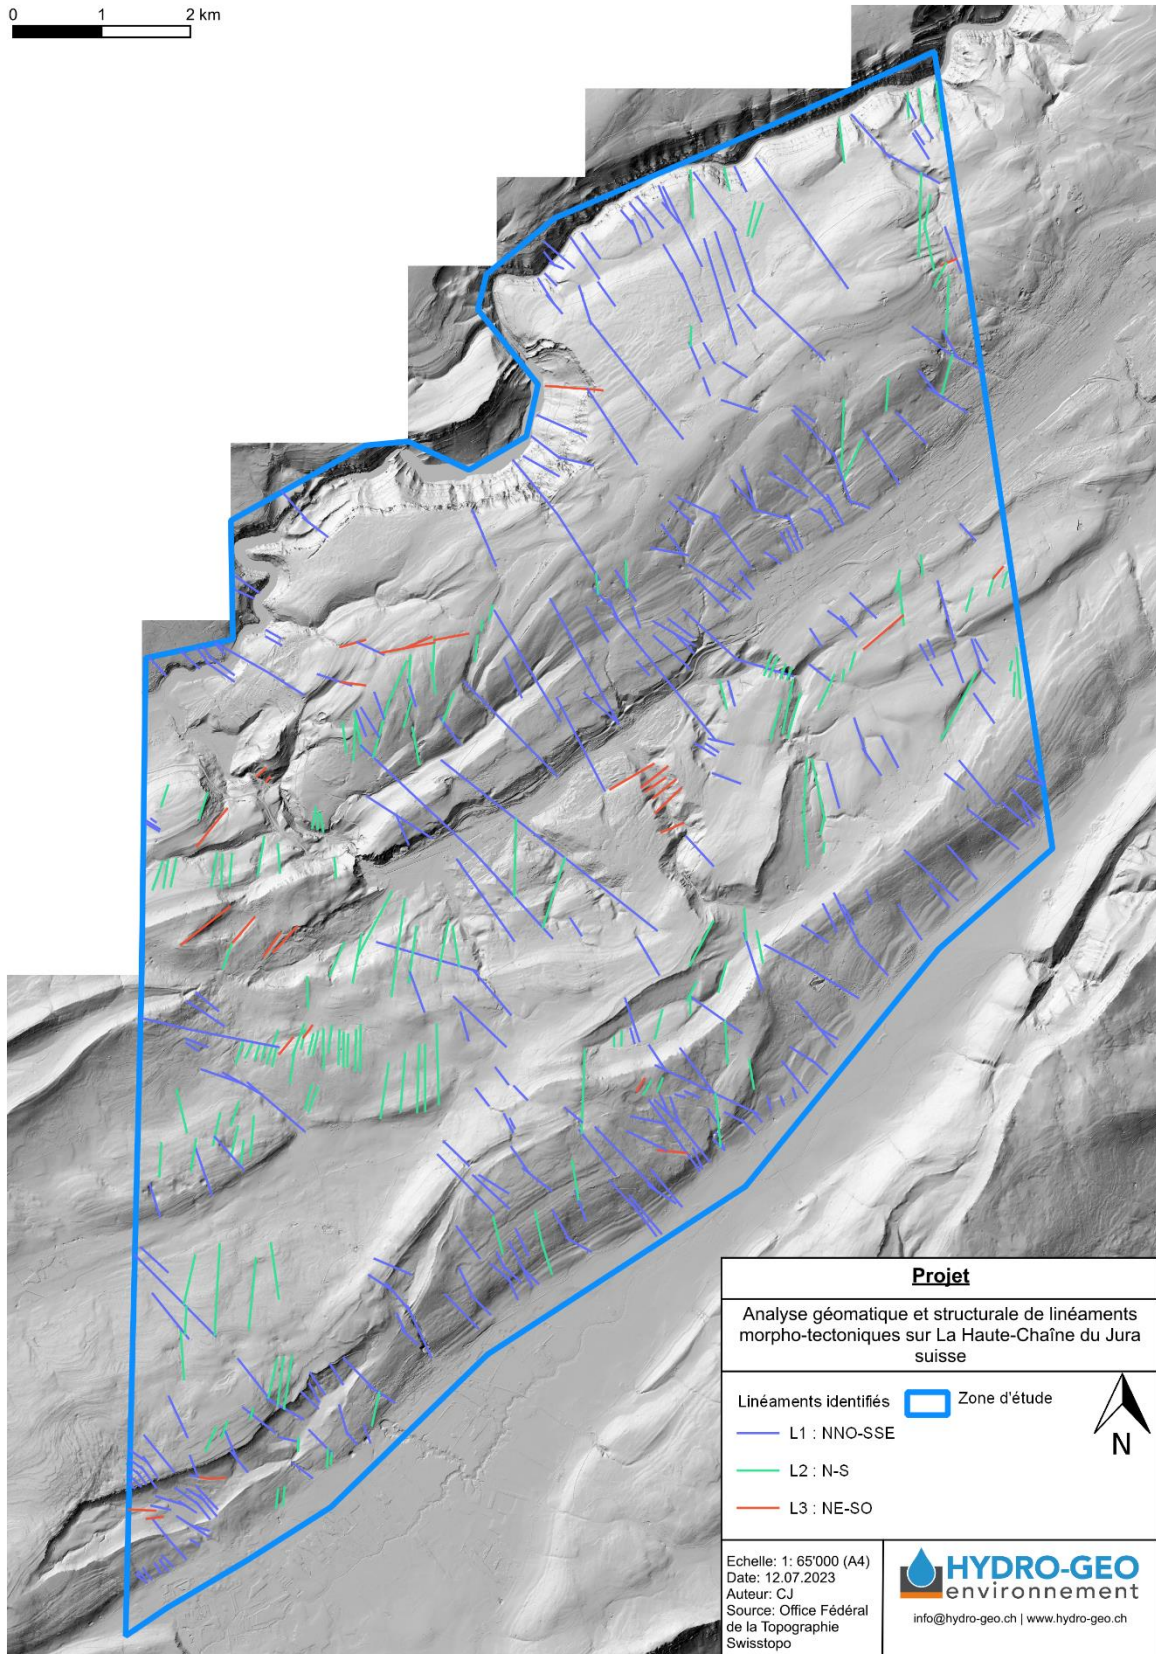 0 1 2 km
Projet
Analyse géomatique et structurale de linéaments
morpho-tectoniques sur La Haute-Chaîne du Jura
suisse
Linéaments identifiés
Zone d'étude
L1 : NNO-SSE
L2 : N-S
L3 : NE-SO
N
Echelle: 1: 65'000 (A4)
Date: 12.07.2023
Auteur: CJ
Source: Office Fédéral
de la Topographie
Swisstopo
HYDRO-GEO
environnement
info@hydro-geo.ch | www.hydro-geo.ch